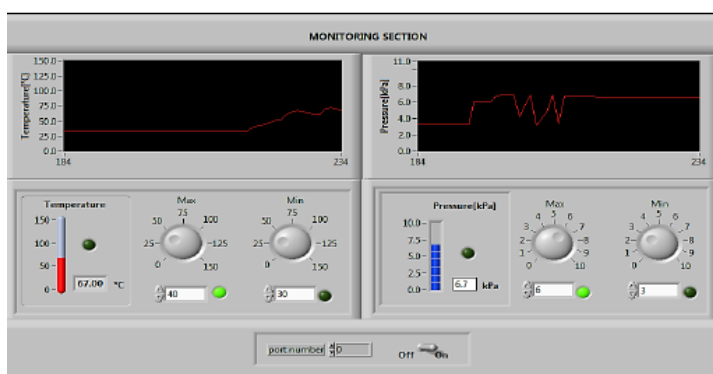 MONITORING SECTION
Temperature[°C]
150.0
125.0
100.0
75.0
50.0
25.0
0.0
184
234
Pressure[kPa]
11.0
8.0
6.0
4.0
2.0
0.0
184
234
Temperature
150
100
50
0
67.00 °C
Max
0 25 50 75 100 125 150
40
Min
0 25 50 75 100 125 150
30
Pressure[kPa]
10.0
7.5
5.0
2.5
0.0
6.7 kPa
Max
0 1 2 3 4 5 6 7 8 9 10
6
Min
0 1 2 3 4 5 6 7 8 9 10
3
port number 0
Off On